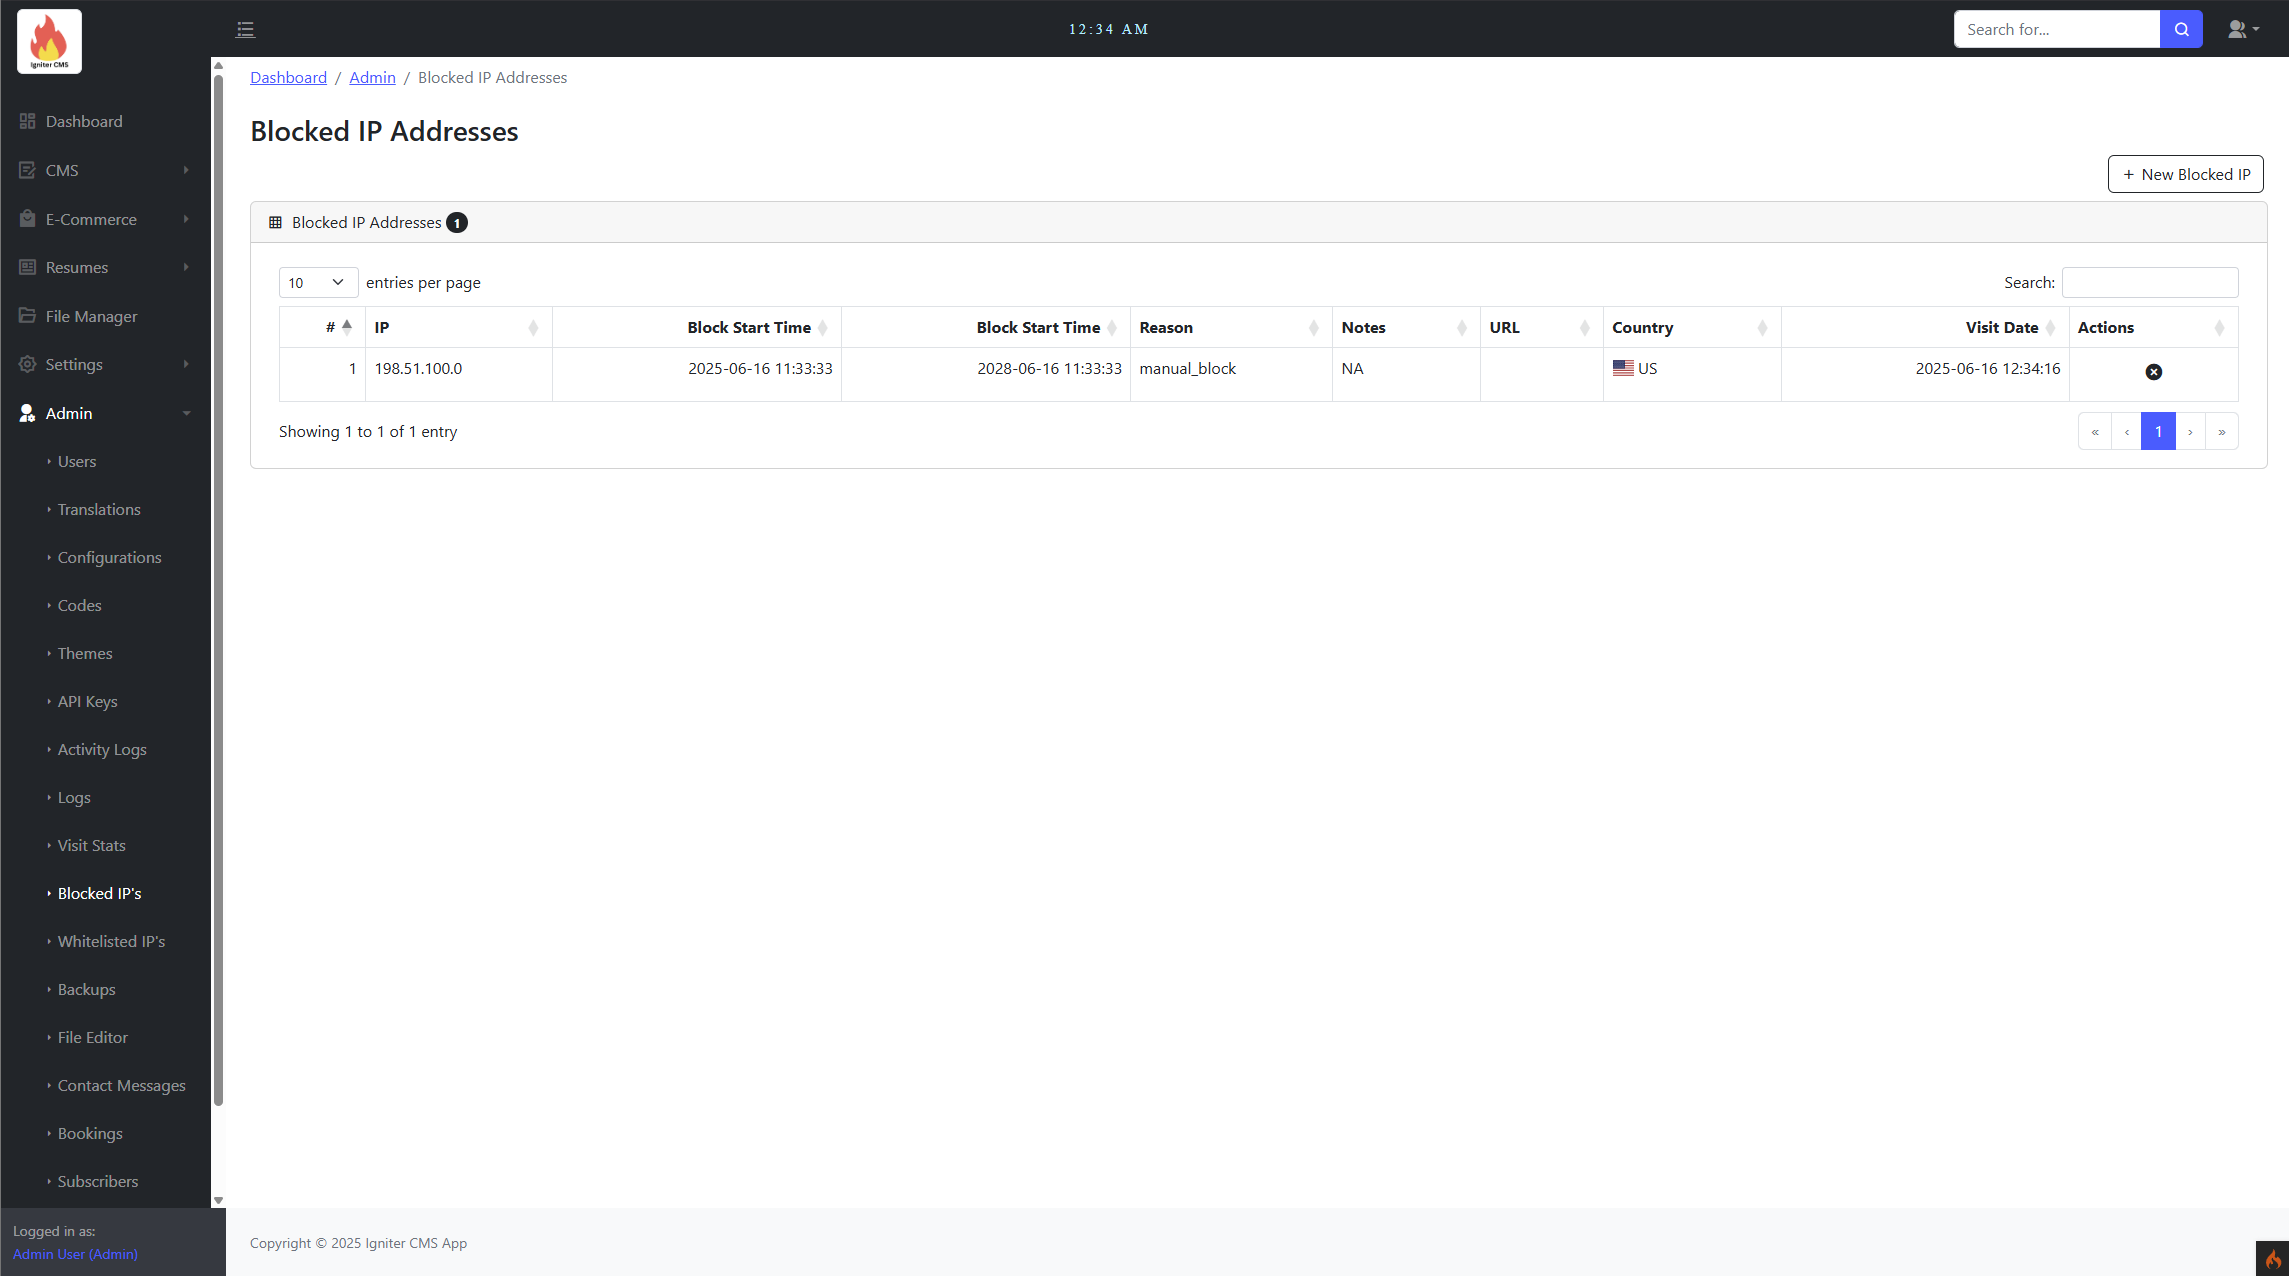 Igniter CMS
12:34 AM
Search for...
Dashboard
CMS
E-Commerce
Resumes
File Manager
Settings
Admin
Users
Translations
Configurations
Codes
Themes
API Keys
Activity Logs
Logs
Visit Stats
Blocked IP's
Whitelisted IP's
Backups
File Editor
Contact Messages
Bookings
Subscribers
Logged in as:
Admin User (Admin)
Dashboard / Admin / Blocked IP Addresses
Blocked IP Addresses
+ New Blocked IP
Blocked IP Addresses 1
10 entries per page
Search:
# IP Block Start Time Block Start Time Reason Notes URL Country Visit Date Actions
1 198.51.100.0 2025-06-16 11:33:33 2028-06-16 11:33:33 manual_block NA US 2025-06-16 12:34:16
Showing 1 to 1 of 1 entry
« ‹ 1 › »
Copyright © 2025 Igniter CMS App